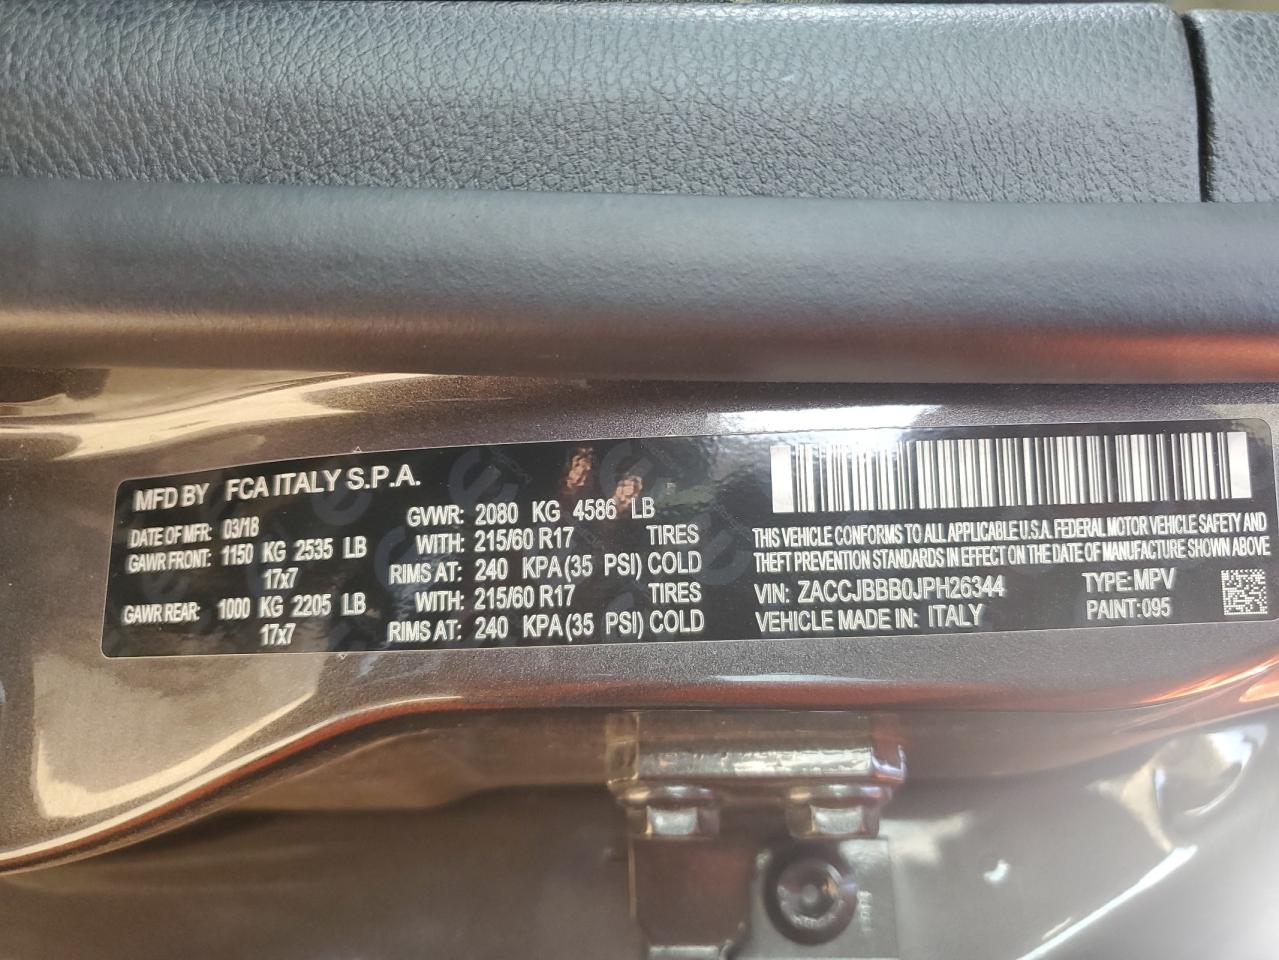 MFD BY FCA ITALY S.P.A.
DATE OF MFR: 03/18 GVWR: 2080 KG 4586 LB
GAWR FRONT: 1150 KG 2535 LB WITH: 215/60 R17 TIRES
17x7 RIMS AT: 240 KPA (35 PSI) COLD
GAWR REAR: 1000 KG 2205 LB WITH: 215/60 R17 TIRES
17x7 RIMS AT: 240 KPA (35 PSI) COLD
THIS VEHICLE CONFORMS TO ALL APPLICABLE U.S.A. FEDERAL MOTOR VEHICLE SAFETY AND
THEFT PREVENTION STANDARDS IN EFFECT ON THE DATE OF MANUFACTURE SHOWN ABOVE
VIN: ZACCJBBB0JPH26344 TYPE: MPV
VEHICLE MADE IN: ITALY PAINT: 095